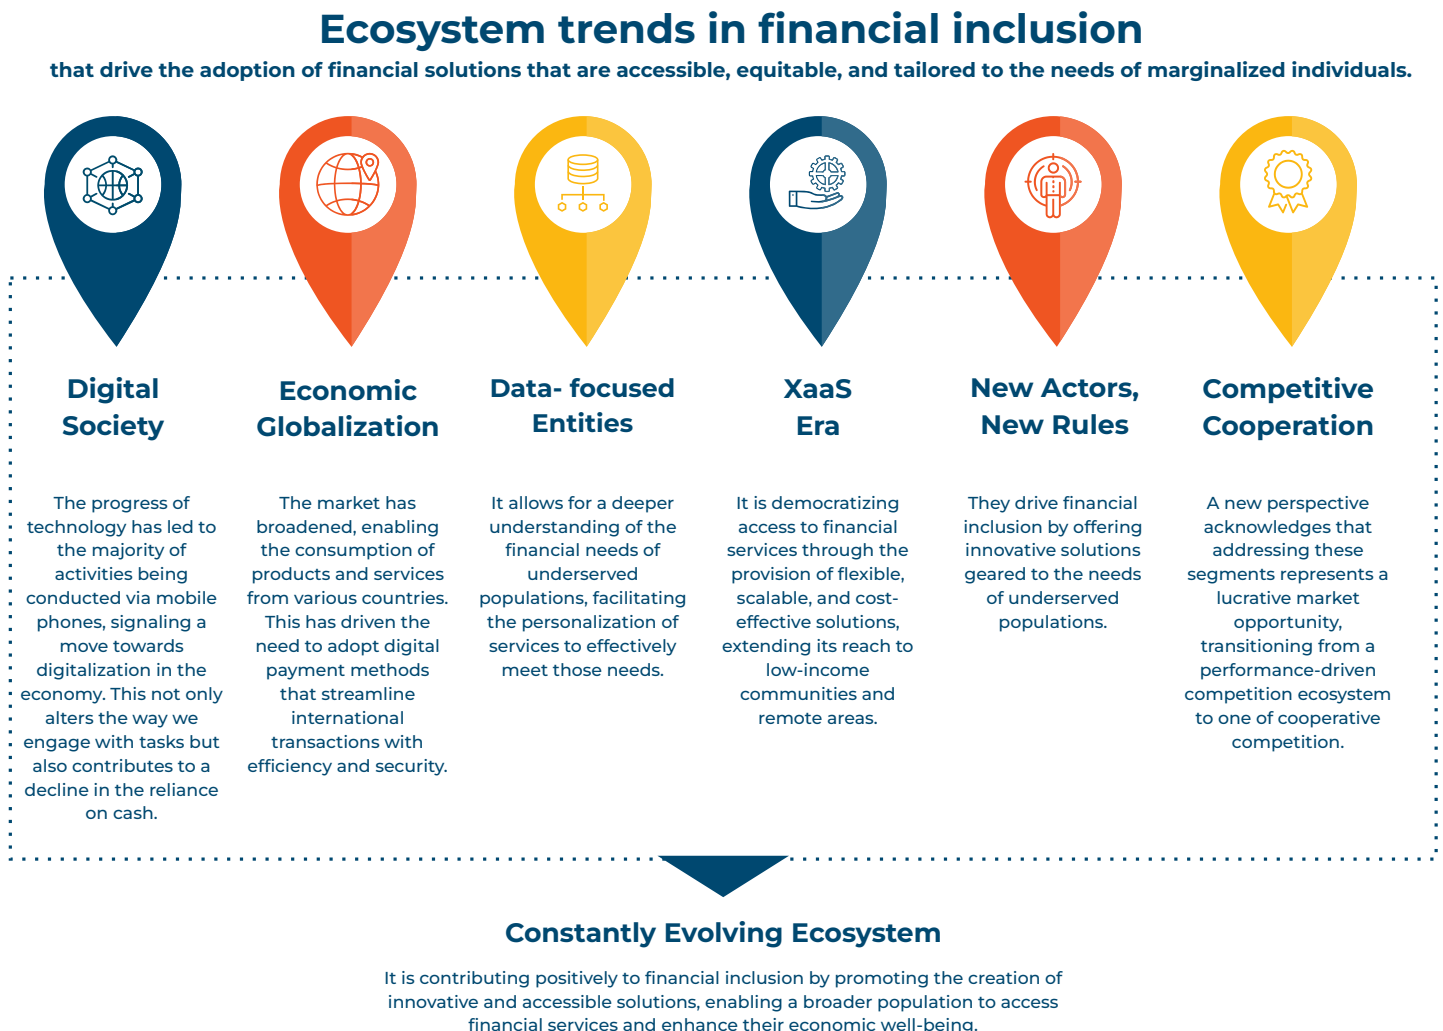 Ecosystem trends in financial inclusion
that drive the adoption of financial solutions that are accessible, equitable, and tailored to the needs of marginalized individuals.
Digital
Society
The progress of
technology has led to
the majority of
activities being
conducted via mobile
phones, signaling a
move towards
digitalization in the
economy. This not only
alters the way we
engage with tasks but
also contributes to a
decline in the reliance
on cash.
Economic
Globalization
The market has
broadened, enabling
the consumption of
products and services
from various countries.
This has driven the
need to adopt digital
payment methods
that streamline
international
transactions with
efficiency and security.
Data- focused
Entities
It allows for a deeper
understanding of the
financial needs of
underserved
populations, facilitating
the personalization of
services to effectively
meet those needs.
XaaS
Era
It is democratizing
access to financial
services through the
provision of flexible,
scalable, and cost-
effective solutions,
extending its reach to
low-income
communities and
remote areas.
New Actors,
New Rules
They drive financial
inclusion by offering
innovative solutions
geared to the needs
of underserved
populations.
Competitive
Cooperation
A new perspective
acknowledges that
addressing these
segments represents a
lucrative market
opportunity,
transitioning from a
performance-driven
competition ecosystem
to one of cooperative
competition.
Constantly Evolving Ecosystem
It is contributing positively to financial inclusion by promoting the creation of
innovative and accessible solutions, enabling a broader population to access
financial services and enhance their economic well-being.